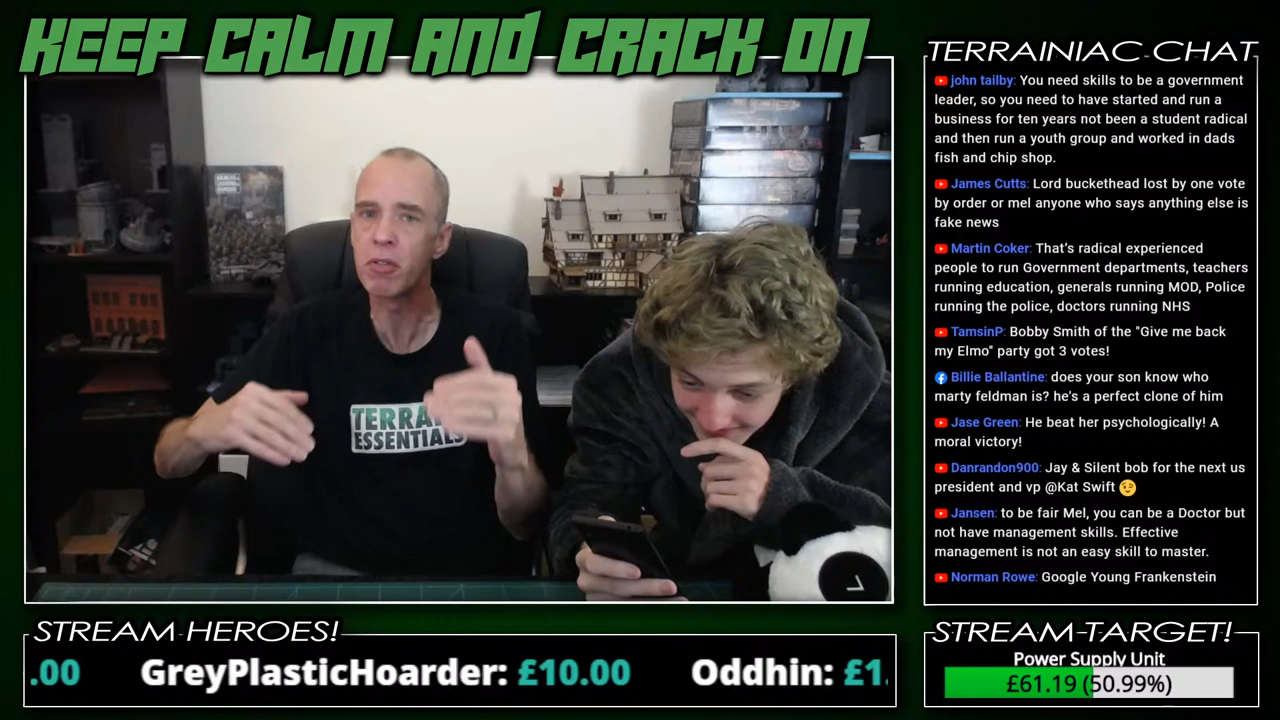 KEEP CALM AND CRACK ON
TERRAINIAC CHAT
john tailby: You need skills to be a government
leader, so you need to have started and run a
business for ten years not been a student radical
and then run a youth group and worked in dads
fish and chip shop.
James Cutts: Lord buckethead lost by one vote
by order or mel anyone who says anything else is
fake news
Martin Coker: That's radical experienced
people to run Government departments, teachers
running education, generals running MOD, Police
running the police, doctors running NHS
TamsinP: Bobby Smith of the "Give me back
my Elmo" party got 3 votes!
Billie Ballantine: does your son know who
marty feldman is? he's a perfect clone of him
Jase Green: He beat her psychologically! A
moral victory!
Danrandon900: Jay & Silent bob for the next us
president and vp @Kat Swift 😉
Jansen: to be fair Mel, you can be a Doctor but
not have management skills. Effective
management is not an easy skill to master.
Norman Rowe: Google Young Frankenstein
ESSENTIALS
STREAM HEROES!
.00 GreyPlasticHoarder: £10.00 Oddhin: £1.
STREAM TARGET!
Power Supply Unit
£61.19 (50.99%)